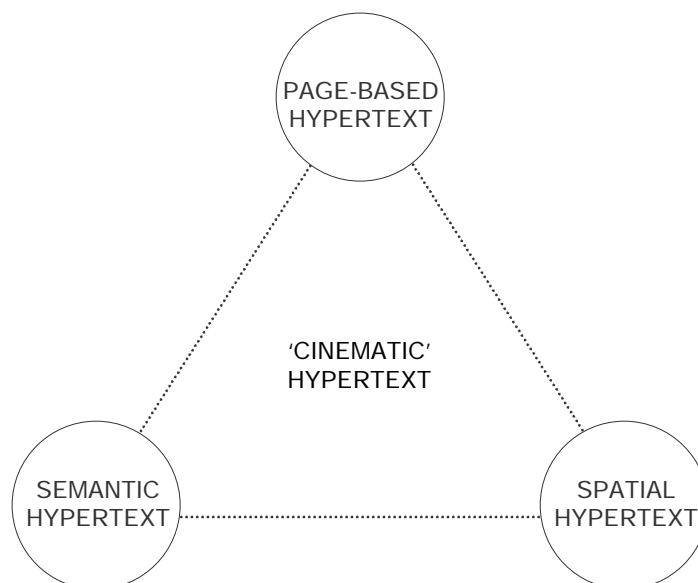 PAGE-BASED
HYPERTEXT
‘CINEMATIC’
HYPERTEXT
SEMANTIC
HYPERTEXT
SPATIAL
HYPERTEXT